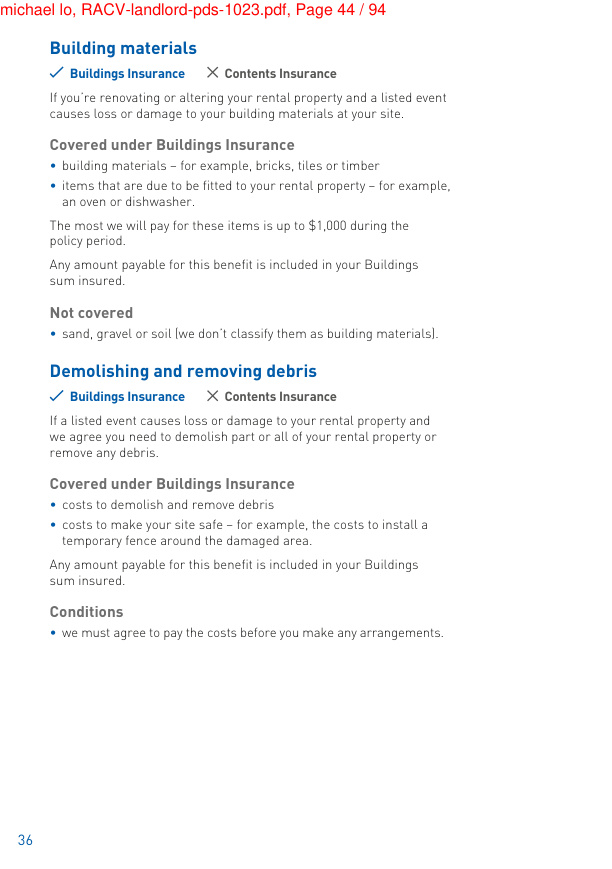 michael lo, RACV-landlord-pds-1023.pdf, Page 44 / 94
Building materials
✓ Buildings Insurance ✕ Contents Insurance
If you're renovating or altering your rental property and a listed event
causes loss or damage to your building materials at your site.
Covered under Buildings Insurance
• building materials – for example, bricks, tiles or timber
• items that are due to be fitted to your rental property – for example,
an oven or dishwasher.
The most we will pay for these items is up to $1,000 during the
policy period.
Any amount payable for this benefit is included in your Buildings
sum insured.
Not covered
• sand, gravel or soil (we don't classify them as building materials).
Demolishing and removing debris
✓ Buildings Insurance ✕ Contents Insurance
If a listed event causes loss or damage to your rental property and
we agree you need to demolish part or all of your rental property or
remove any debris.
Covered under Buildings Insurance
• costs to demolish and remove debris
• costs to make your site safe – for example, the costs to install a
temporary fence around the damaged area.
Any amount payable for this benefit is included in your Buildings
sum insured.
Conditions
• we must agree to pay the costs before you make any arrangements.
36